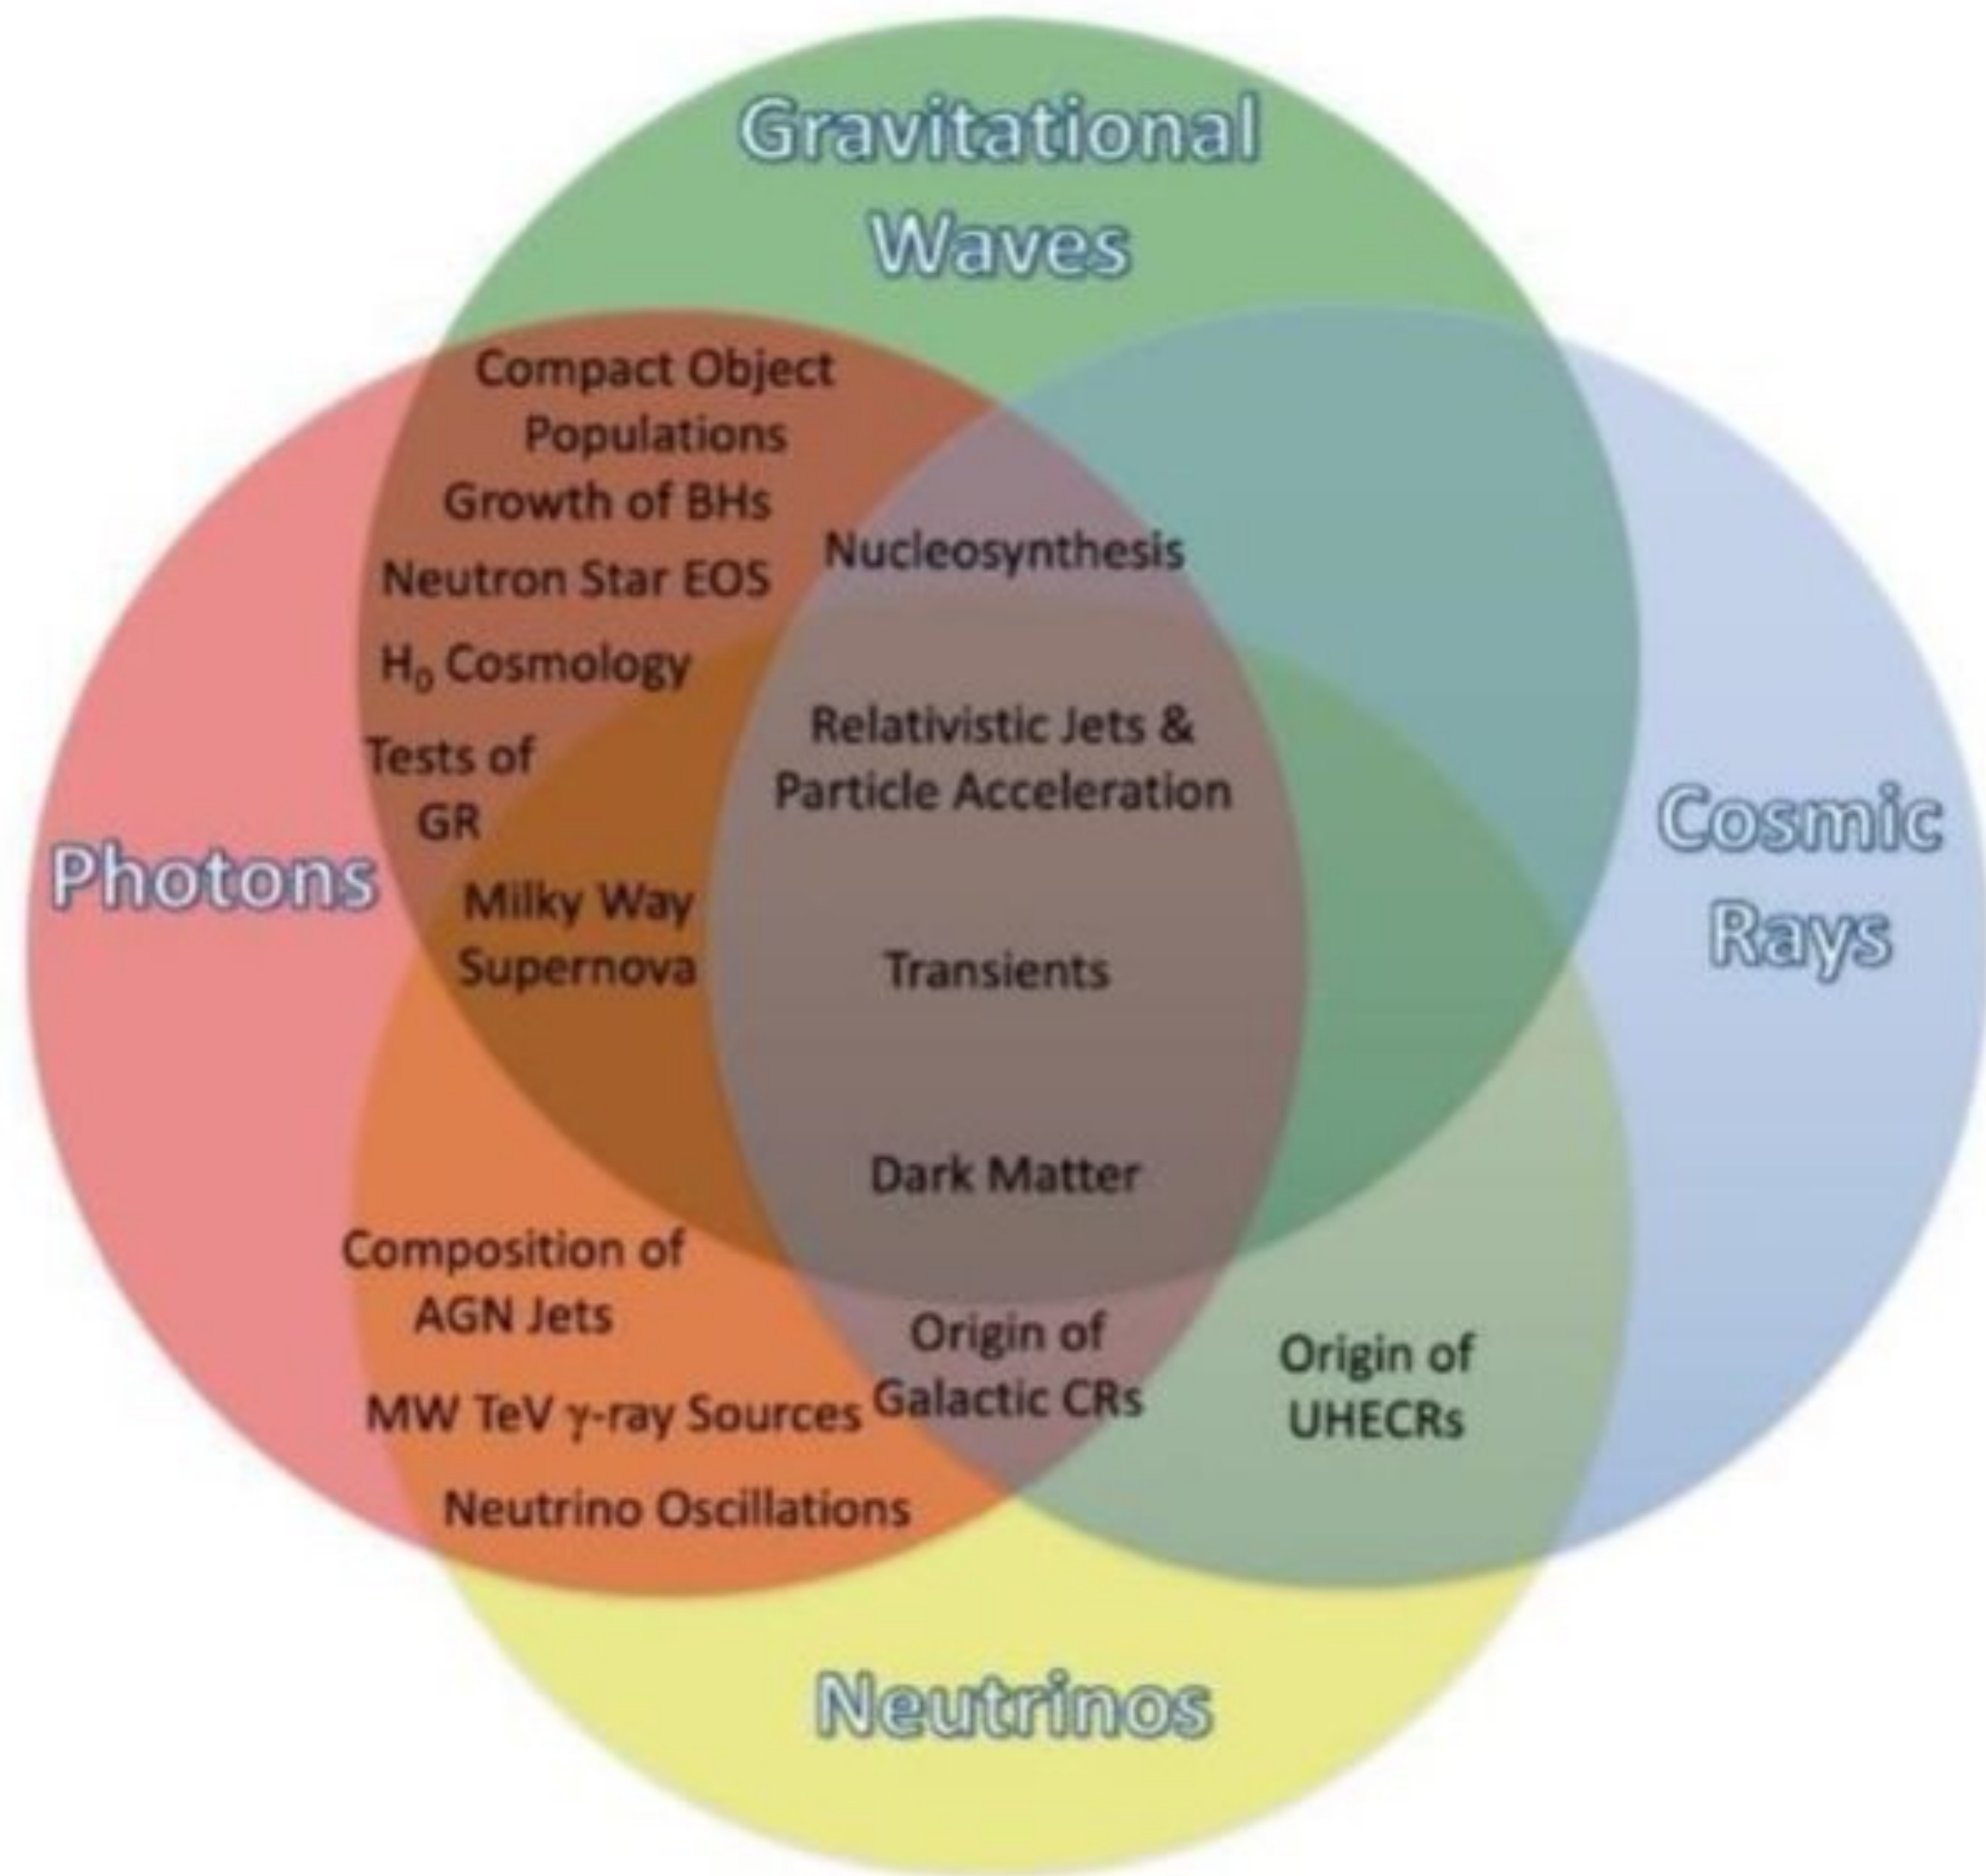 Gravitational
Waves
Compact Object
Populations
Growth of BHs
Nucleosynthesis
Neutron Star EOS
H₀ Cosmology
Relativistic Jets &
Particle Acceleration
Tests of
GR
Photons
Cosmic
Rays
Milky Way
Supernova
Transients
Dark Matter
Composition of
AGN Jets
Origin of
Galactic CRs
Origin of
UHECRs
MW TeV γ-ray Sources
Neutrino Oscillations
Neutrinos